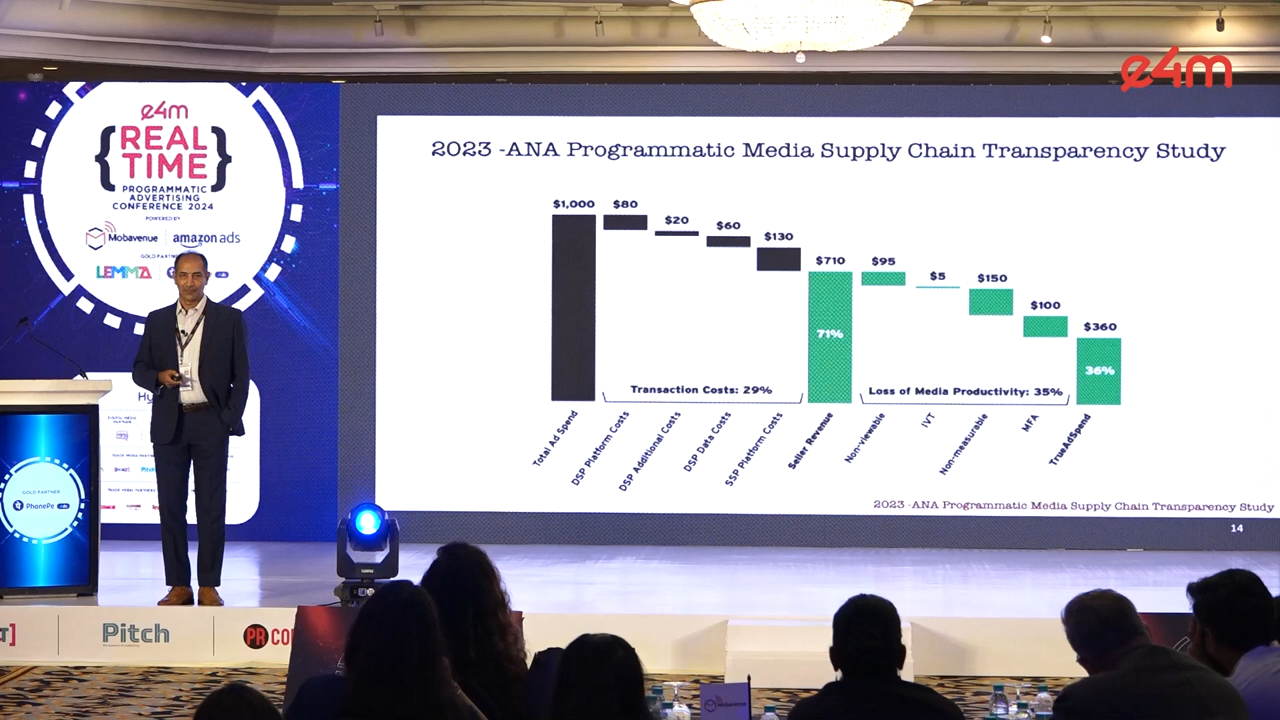 e4m
e4m
{REAL TIME}
PROGRAMMATIC
ADVERTISING
CONFERENCE 2024
POWERED BY
Mobavenue
amazon ads
GOLD PARTNER
LEMMA
2023 -ANA Programmatic Media Supply Chain Transparency Study
$1,000
$80
$20
$60
$130
$710
$95
$5
$150
$100
$360
71%
36%
Transaction Costs: 29%
Loss of Media Productivity: 35%
Total Ad Spend
DSP Platform Costs
DSP Additional Costs
DSP Data Costs
SSP Platform Costs
Seller Revenue
Non-viewable
IVT
Non-measurable
MFA
TrueAdSpend
2023 -ANA Programmatic Media Supply Chain Transparency Study
14
GOLD PARTNER
PhonePe
Pitch
PR
Mobavenue